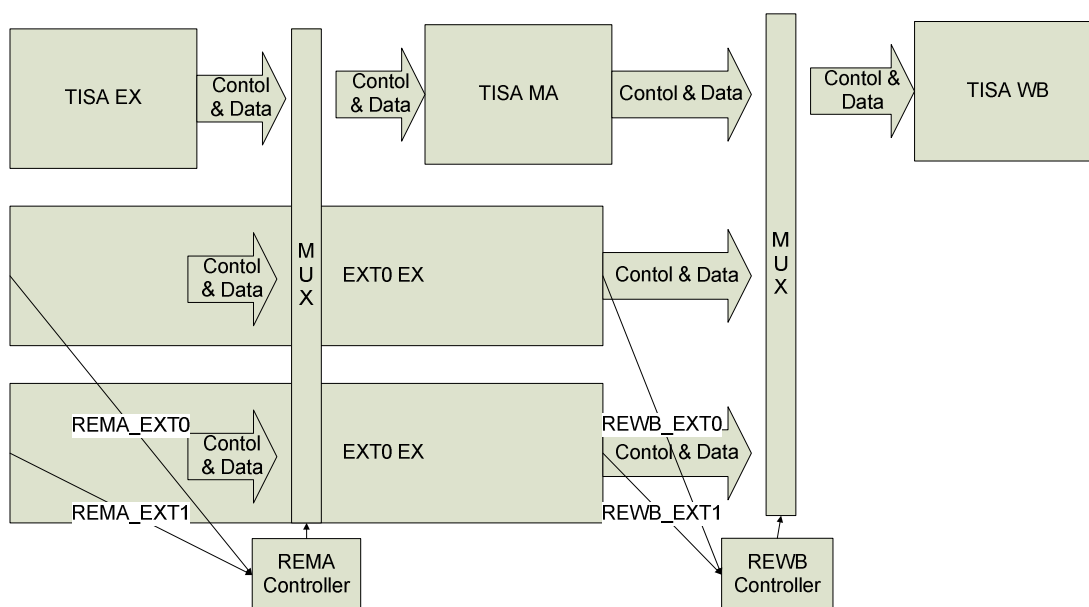 TISA EX
Contol
& Data
Contol
& Data
TISA MA
Contol & Data
Contol &
Data
TISA WB
M
U
X
M
U
X
Contol
& Data
EXT0 EX
Contol & Data
REMA_EXT0
Contol
& Data
EXT0 EX
REWB_EXT0
Contol & Data
REMA_EXT1
REWB_EXT1
REMA
Controller
REWB
Controller